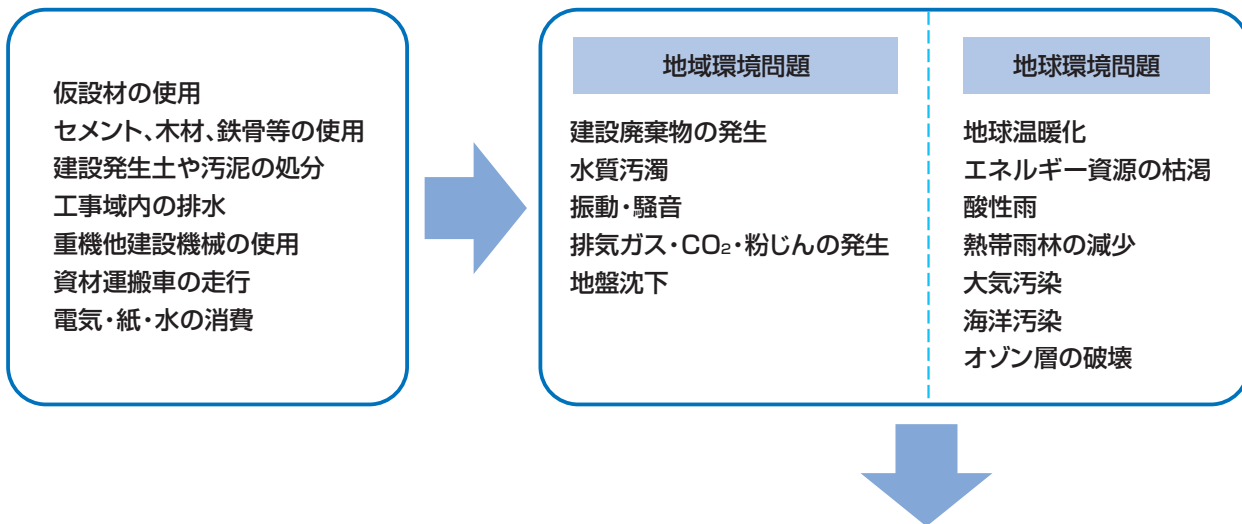 仮設材の使用
セメント、木材、鉄骨等の使用
建設発生土や汚泥の処分
工事域内の排水
重機他建設機械の使用
資材運搬車の走行
電気・紙・水の消費
地域環境問題
建設廃棄物の発生
水質汚濁
振動・騒音
排気ガス・CO₂・粉じんの発生
地盤沈下
地球環境問題
地球温暖化
エネルギー資源の枯渇
酸性雨
熱帯雨林の減少
大気汚染
海洋汚染
オゾン層の破壊